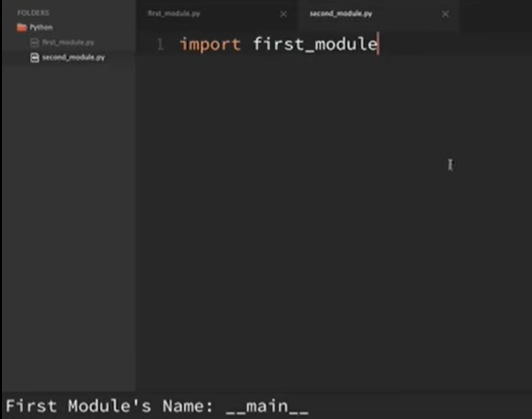 FOLDERS
Python
first_module.py
second_module.py
first_module.py
second_module.py
1 import first_module
First Module's Name: __main__